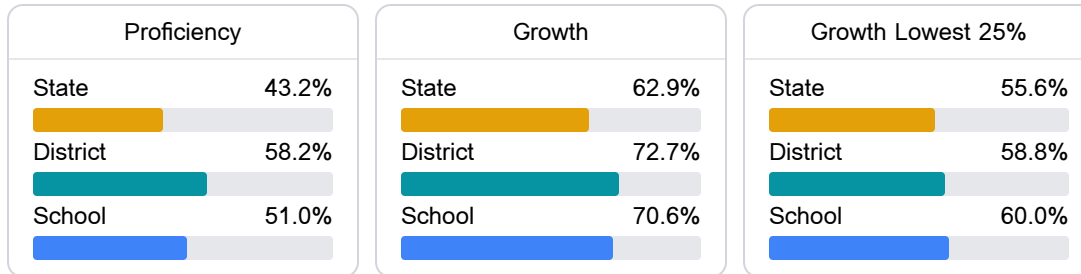 Proficiency
State 43.2%
District 58.2%
School 51.0%
Growth
State 62.9%
District 72.7%
School 70.6%
Growth Lowest 25%
State 55.6%
District 58.8%
School 60.0%